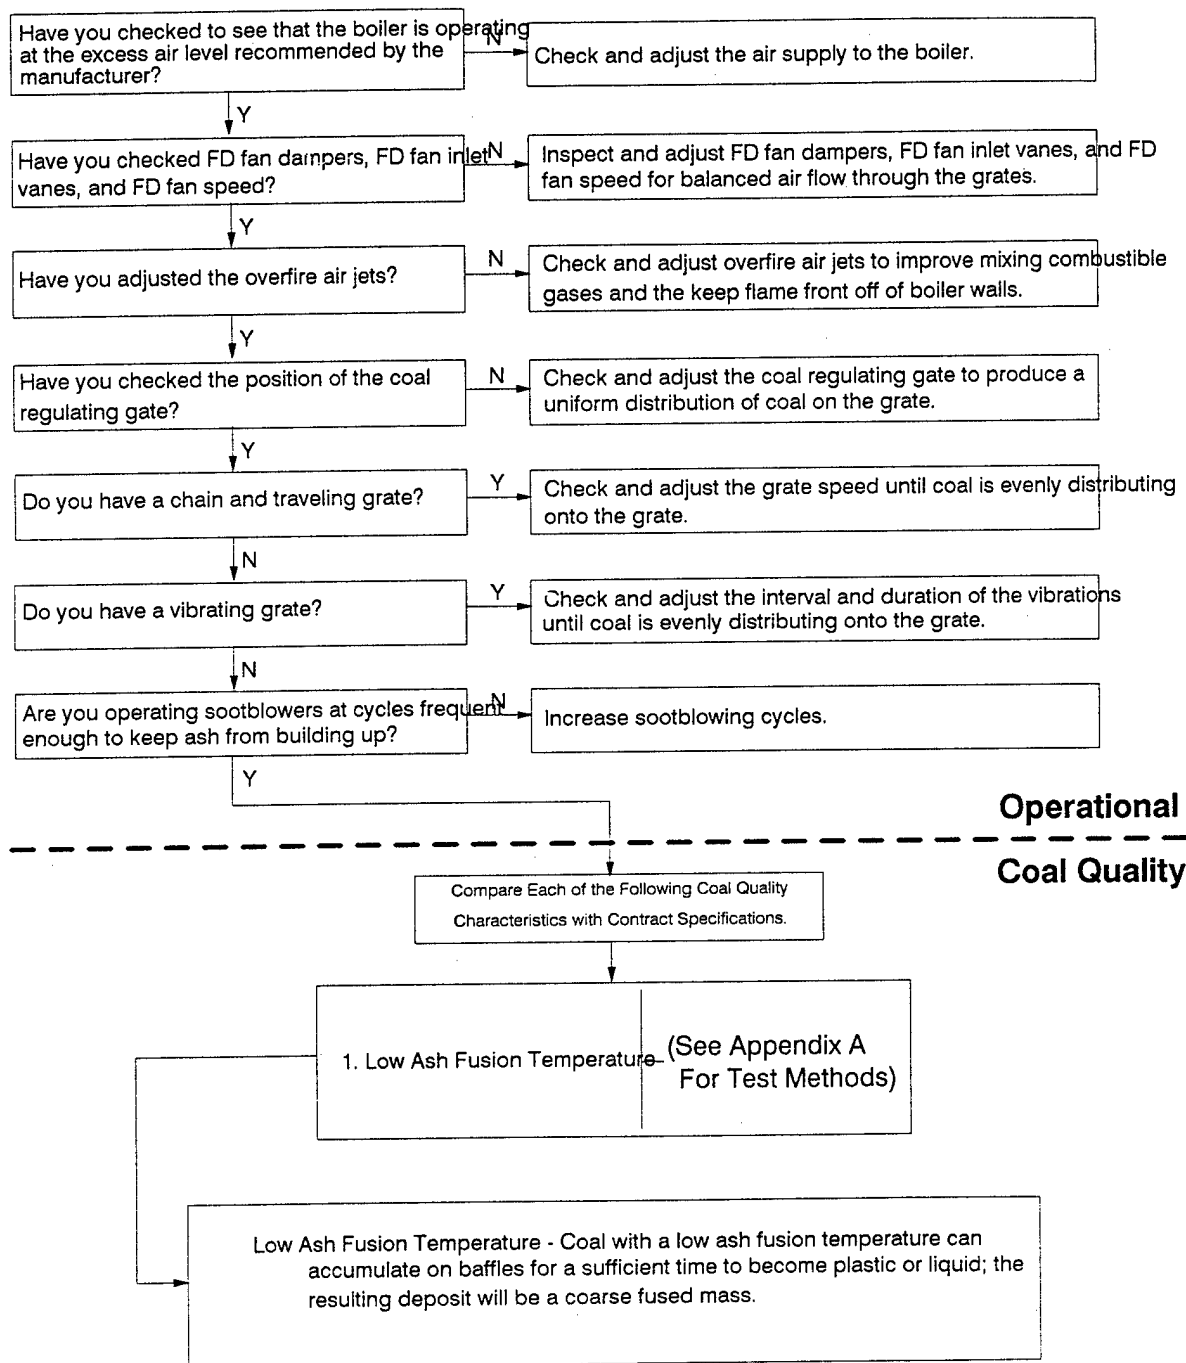 Have you checked to see that the boiler is operating
at the excess air level recommended by the
manufacturer?
N
Check and adjust the air supply to the boiler.
Y
Have you checked FD fan dampers, FD fan inlet
vanes, and FD fan speed?
N
Inspect and adjust FD fan dampers, FD fan inlet vanes, and FD
fan speed for balanced air flow through the grates.
Y
Have you adjusted the overfire air jets?
N
Check and adjust overfire air jets to improve mixing combustible
gases and the keep flame front off of boiler walls.
Y
Have you checked the position of the coal
regulating gate?
N
Check and adjust the coal regulating gate to produce a
uniform distribution of coal on the grate.
Y
Do you have a chain and traveling grate?
Y
Check and adjust the grate speed until coal is evenly distributing
onto the grate.
N
Do you have a vibrating grate?
Y
Check and adjust the interval and duration of the vibrations
until coal is evenly distributing onto the grate.
N
Are you operating sootblowers at cycles frequent
enough to keep ash from building up?
N
Increase sootblowing cycles.
Y
Operational
Coal Quality
Compare Each of the Following Coal Quality
Characteristics with Contract Specifications.
1. Low Ash Fusion Temperature
(See Appendix A
For Test Methods)
Low Ash Fusion Temperature - Coal with a low ash fusion temperature can
accumulate on baffles for a sufficient time to become plastic or liquid; the
resulting deposit will be a coarse fused mass.